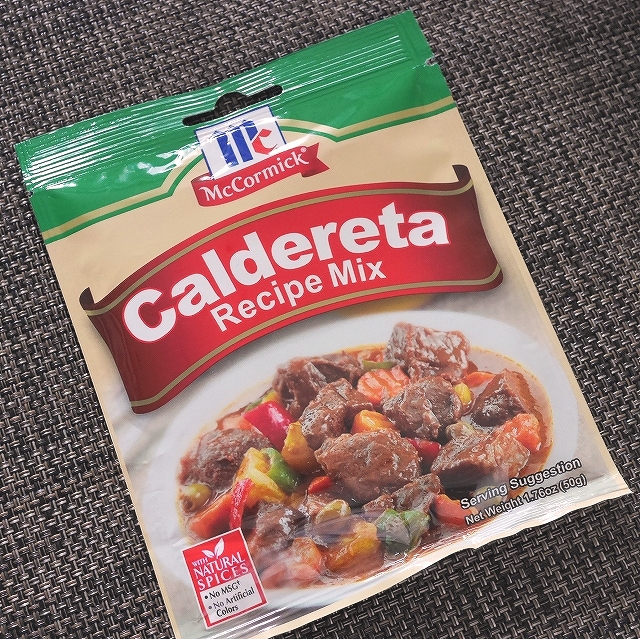 Mc
McCormick®
Caldereta
Recipe Mix
Serving Suggestion
Net Weight 1.76oz (50g)
WITH
NATURAL
SPICES
• No MSG†
• No Artificial
Colors